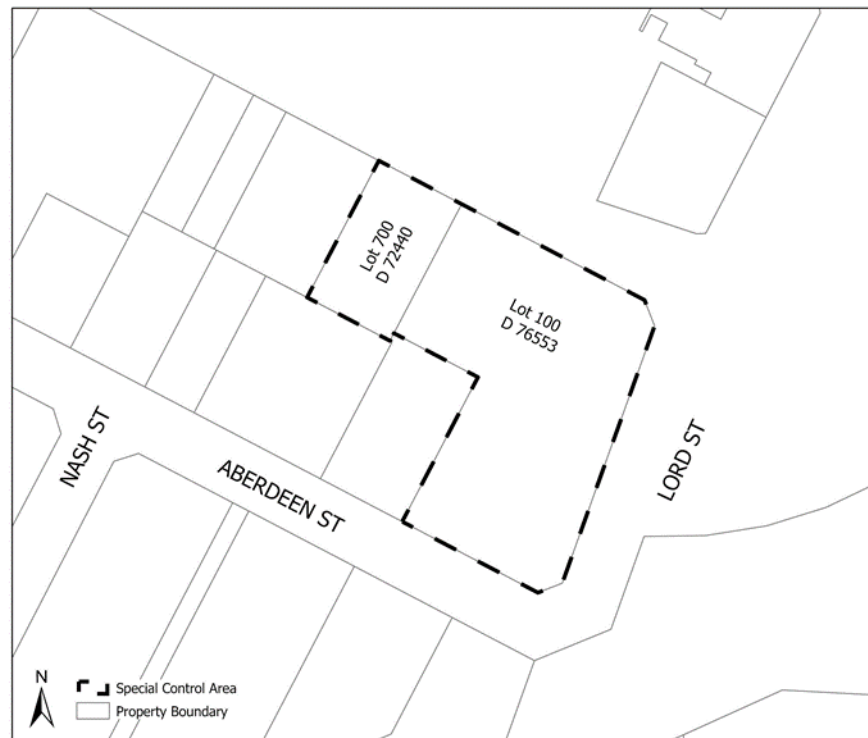 Lot 700
D 72440
Lot 100
D 76553
NASH ST
ABERDEEN ST
LORD ST
N
Special Control Area
Property Boundary